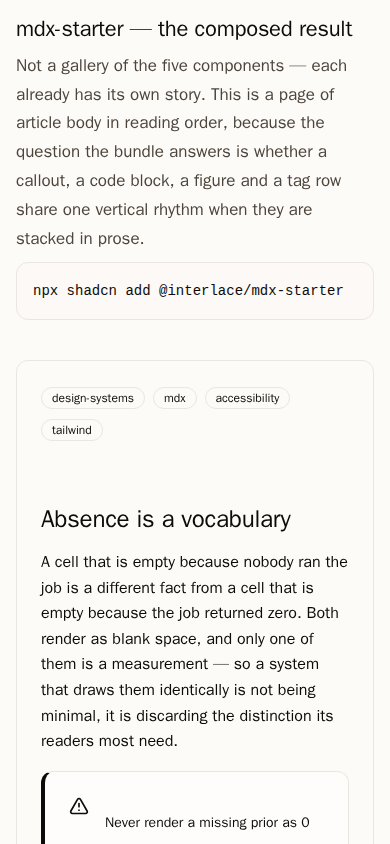 mdx-starter — the composed result
Not a gallery of the five components — each
already has its own story. This is a page of
article body in reading order, because the
question the bundle answers is whether a
callout, a code block, a figure and a tag row
share one vertical rhythm when they are
stacked in prose.
npx shadcn add @interlace/mdx-starter
design-systems mdx accessibility
tailwind
Absence is a vocabulary
A cell that is empty because nobody ran the
job is a different fact from a cell that is
empty because the job returned zero. Both
render as blank space, and only one of
them is a measurement — so a system
that draws them identically is not being
minimal, it is discarding the distinction its
readers most need.
Never render a missing prior as 0